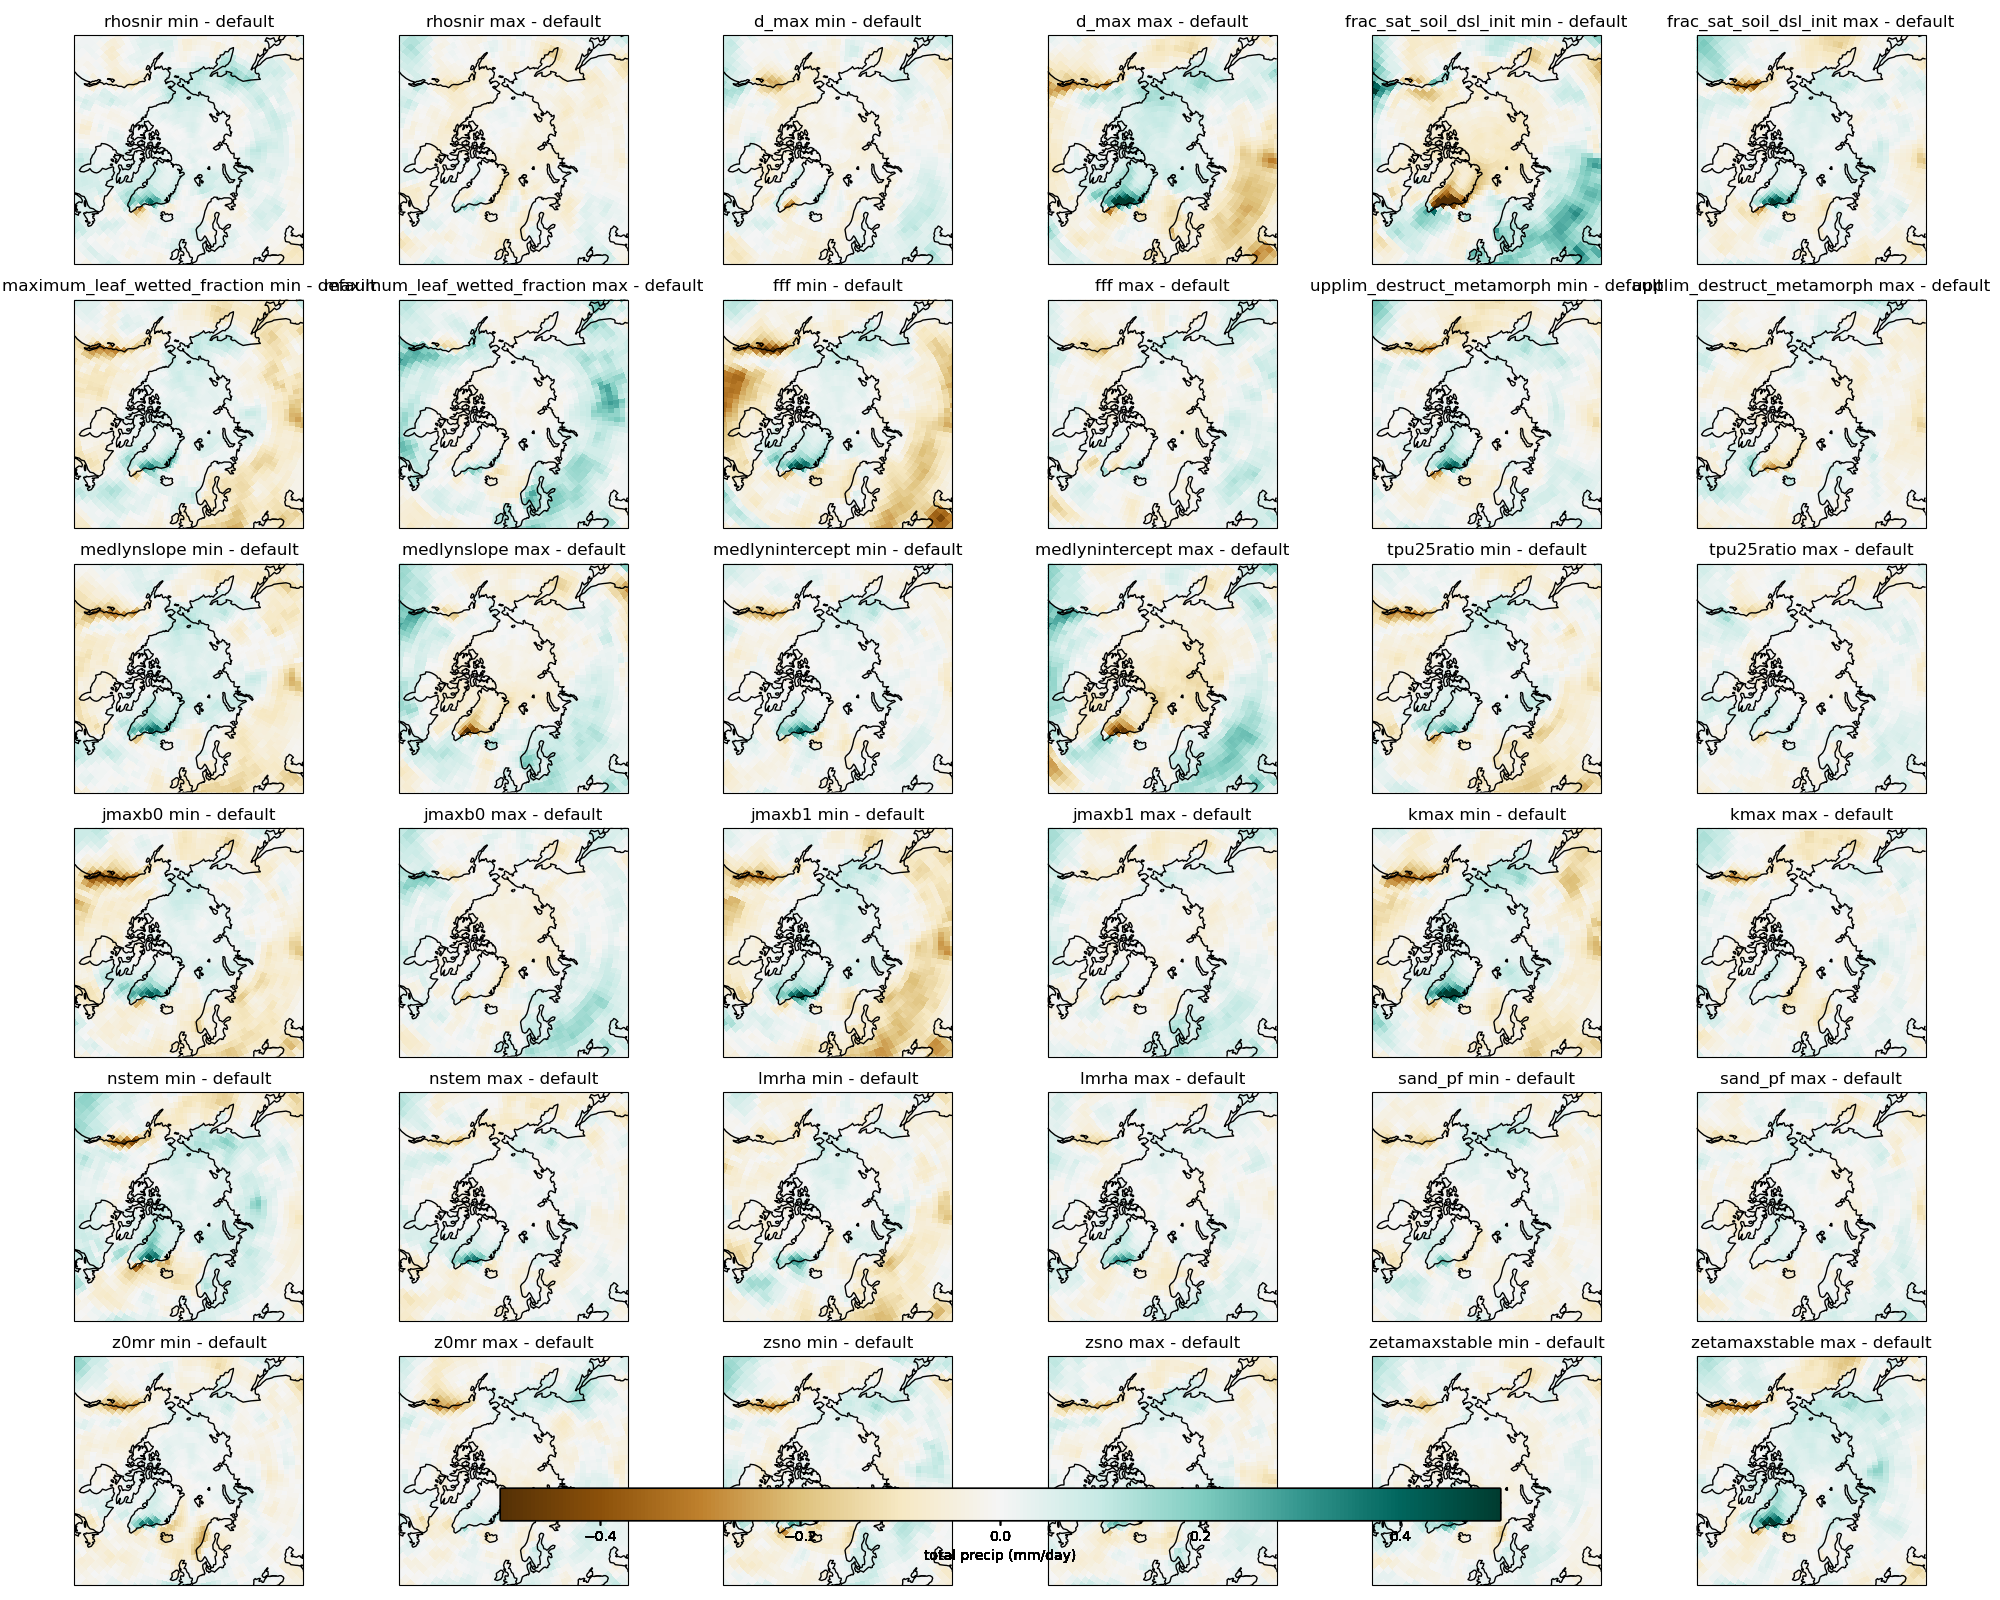 rhosnir min - default
rhosnir max - default
d_max min - default
d_max max - default
frac_sat_soil_dsl_init min - default
frac_sat_soil_dsl_init max - default
maximum_leaf_wetted_fraction min - default
maximum_leaf_wetted_fraction max - default
fff min - default
fff max - default
upplim_destruct_metamorph min - default
upplim_destruct_metamorph max - default
medlynslope min - default
medlynslope max - default
medlynintercept min - default
medlynintercept max - default
tpu25ratio min - default
tpu25ratio max - default
jmaxb0 min - default
jmaxb0 max - default
jmaxb1 min - default
jmaxb1 max - default
kmax min - default
kmax max - default
nstem min - default
nstem max - default
lmrha min - default
lmrha max - default
sand_pf min - default
sand_pf max - default
z0mr min - default
z0mr max - default
zsno min - default
zsno max - default
zetamaxstable min - default
zetamaxstable max - default
−0.4
−0.2
0.0
0.2
0.4
total precip (mm/day)